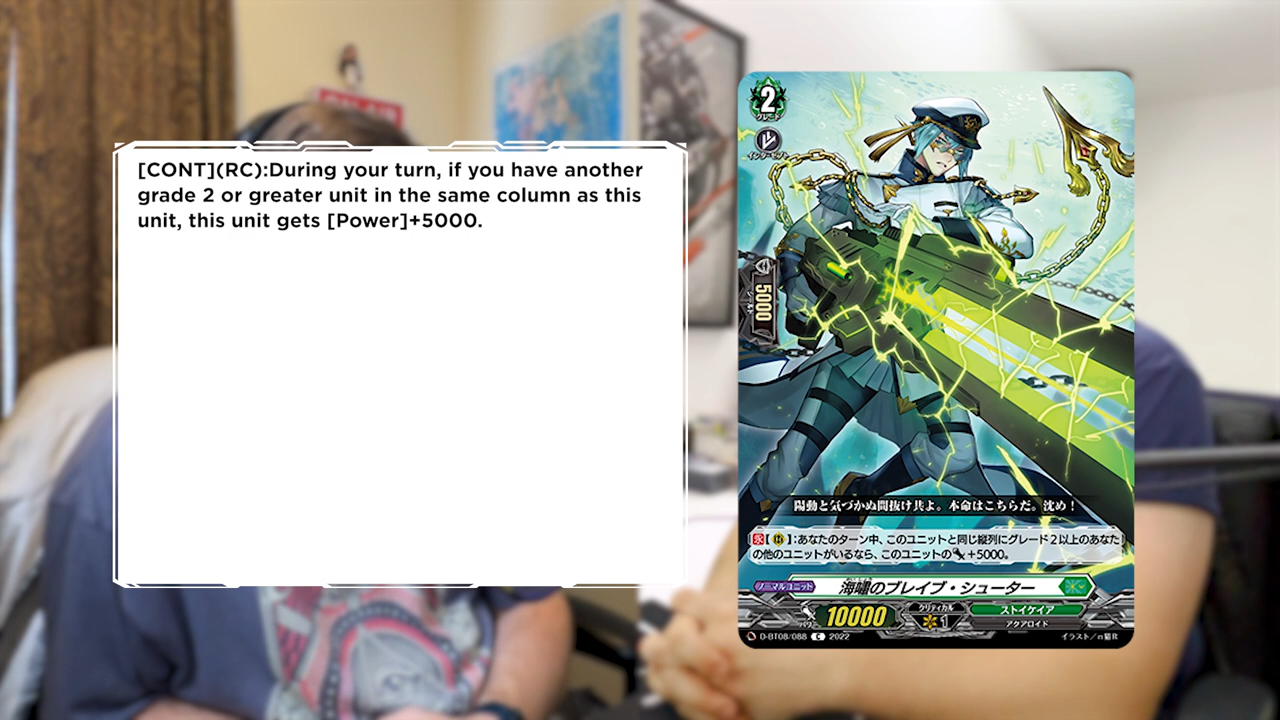 [CONT](RC):During your turn, if you have another
grade 2 or greater unit in the same column as this
unit, this unit gets [Power]+5000.
2
グレード
インターセプト
5000
シールド
陽動と気づかぬ間抜け共よ。本命はこちらだ。沈め!
永【】:あなたのターン中、このユニットと同じ縦列にグレード2以上のあなた
の他のユニットがいるなら、このユニットの+5000。
ノーマルユニット
海嘯のブレイブ・シューター
パワー 10000 クリティカル 1 ストイケイア
アクアロイド
D-BT08/088 C 2022